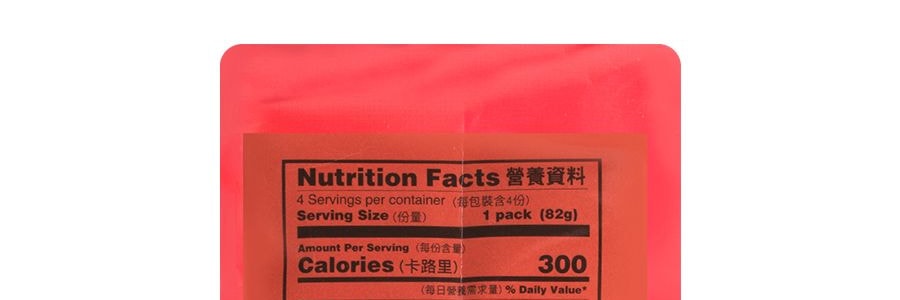 Nutrition Facts 營養資料
4 Servings per container (每包裝含4份)
Serving Size (份量) 1 pack (82g)
Amount Per Serving (每份含量)
Calories (卡路里) 300
(每日營養需求量) % Daily Value*